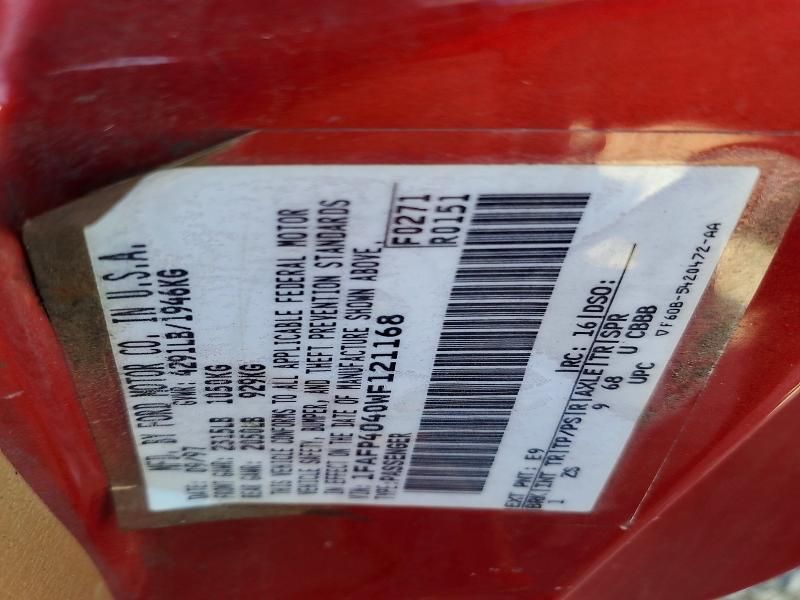 MFD. BY FORD MOTOR CO. IN U.S.A.
DATE: 09/97 GVWR: 4291LB/1946KG
FRONT GAWR: 2315LB 1050KG
REAR GAWR: 2050LB 929KG
THIS VEHICLE CONFORMS TO ALL APPLICABLE FEDERAL MOTOR
VEHICLE SAFETY, BUMPER, AND THEFT PREVENTION STANDARDS
IN EFFECT ON THE DATE OF MANUFACTURE SHOWN ABOVE.
VIN: 1FAFP4040WF121168
TYPE: PASSENGER
F0271
R0151
EXT PNT: E9 RC: 16 DSO:
BRK INT TR TP/PS R AXLE TR SPR
1 2S 9 68 U CBBB
UPC
▽F60B-5420472-AA